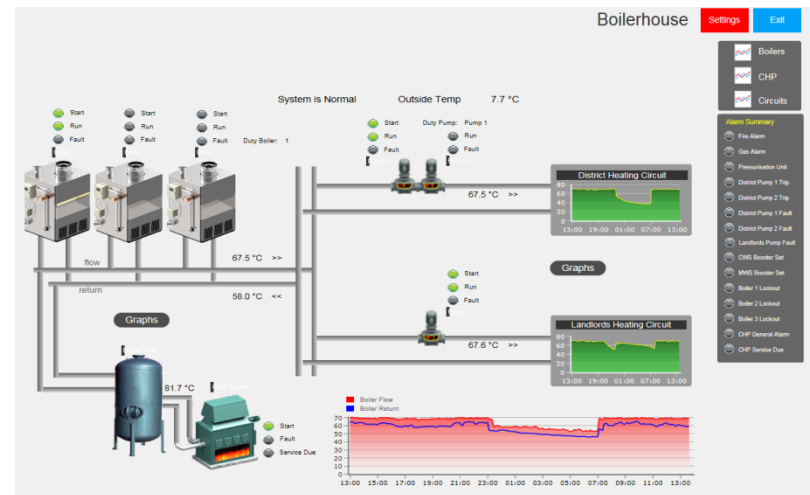 Boilerhouse
Settings
Exit
Boilers
CHP
Circuits
System is Normal
Outside Temp 7.7 °C
Start
Run
Fault
Start
Run
Fault
Start
Run
Fault
Duty Boiler: 1
Start
Run
Fault
Duty Pump: Pump 1
Run
Fault
67.5 °C >>
District Heating Circuit
80
60
40
20
0
13:00 19:00 01:00 07:00 13:00
Alarm Summary
Fire Alarm
Gas Alarm
Pressurisation Unit
District Pump 1 Trip
District Pump 2 Trip
District Pump 1 Fault
District Pump 2 Fault
Landlords Pump Fault
CWS Booster Set
MWS Booster Set
Boiler 1 Lockout
Boiler 2 Lockout
Boiler 3 Lockout
CHP General Alarm
CHP Service Due
flow
67.5 °C >>
return
58.0 °C <<
Graphs
Start
Run
Fault
67.6 °C >>
Graphs
Landlords Heating Circuit
80
60
40
20
0
13:00 19:00 01:00 07:00 13:00
81.7 °C
Start
Fault
Service Due
Boiler Flow
Boiler Return
70
60
50
40
30
20
10
0
13:00 15:00 17:00 19:00 21:00 23:00 01:00 03:00 05:00 07:00 09:00 11:00 13:00